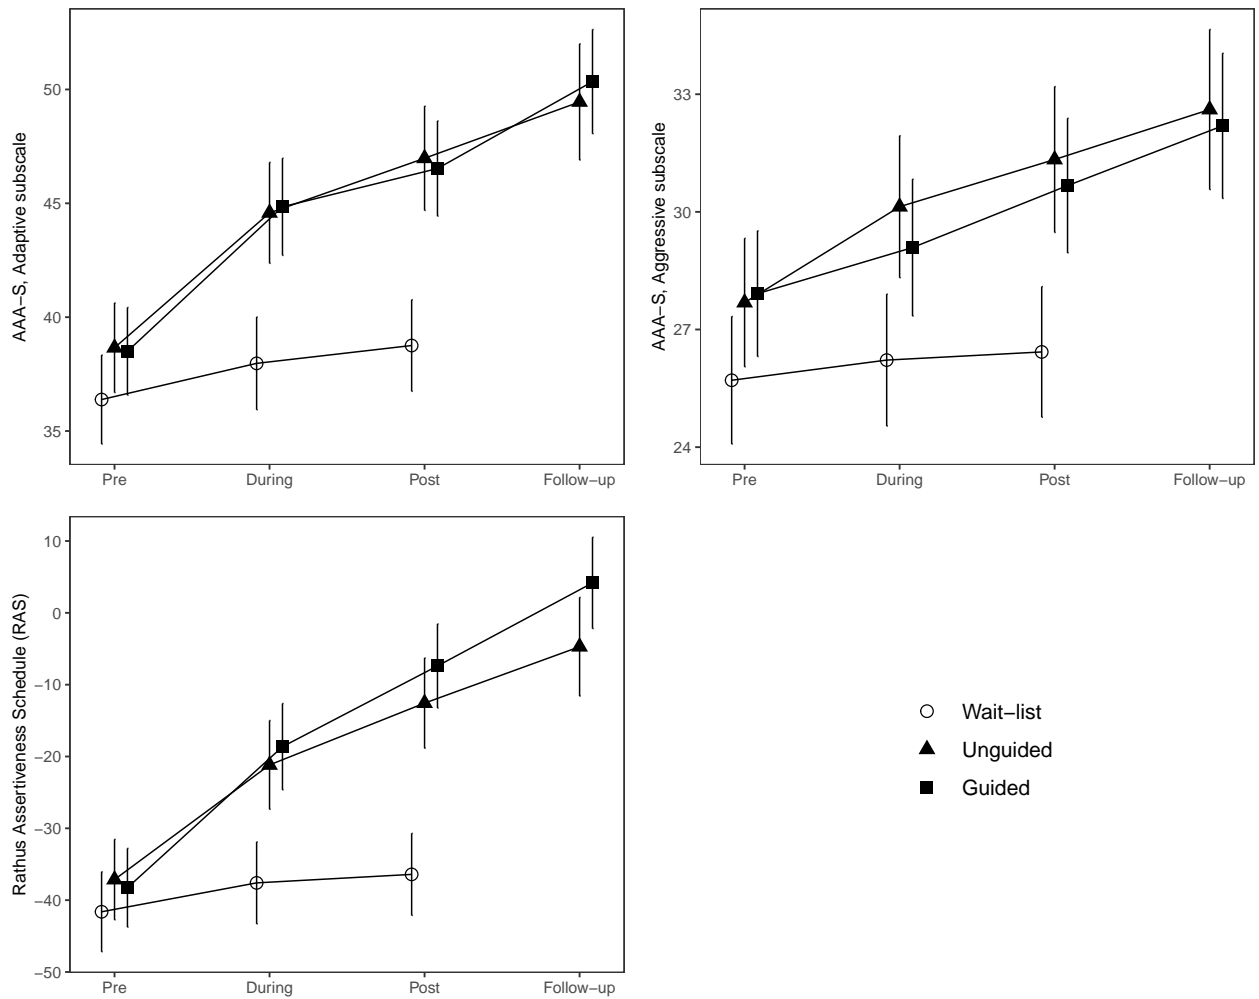 AAA−S, Adaptive subscale
50
45
40
35
Pre During Post Follow−up
AAA−S, Aggressive subscale
33
30
27
24
Pre During Post Follow−up
Rathus Assertiveness Schedule (RAS)
10
0
−10
−20
−30
−40
−50
Pre During Post Follow−up
Wait−list
Unguided
Guided